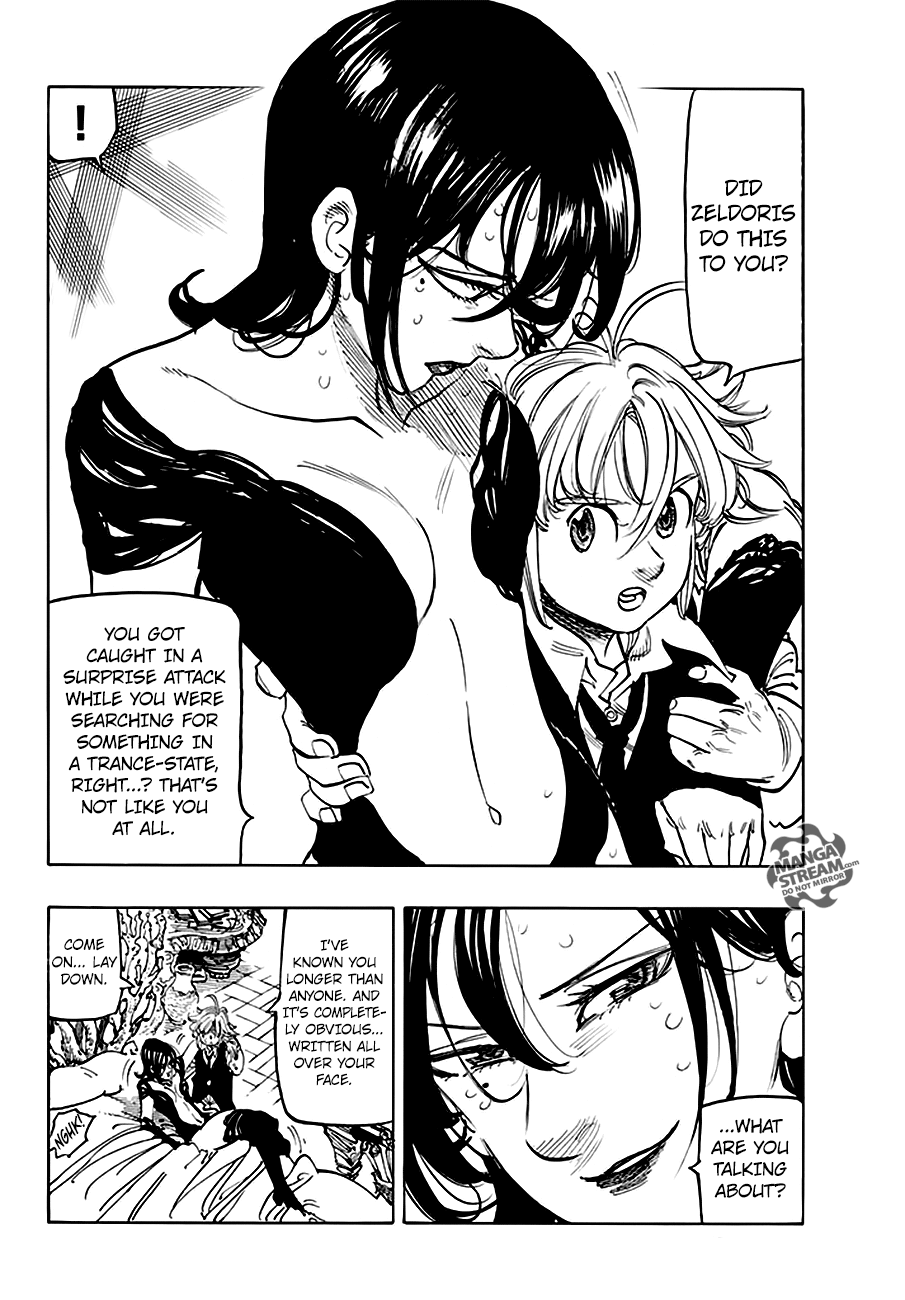 DID
ZELDORIS
DO THIS
TO YOU?
!
YOU GOT
CAUGHT IN A
SURPRISE ATTACK
WHILE YOU WERE
SEARCHING FOR
SOMETHING IN
A TRANCE-STATE,
RIGHT...? THAT'S
NOT LIKE YOU
AT ALL.
MANGA
STREAM.com
DO NOT MIRROR
...WHAT
ARE YOU
TALKING
ABOUT?
I'VE
KNOWN YOU
LONGER THAN
ANYONE. AND
IT'S COMPLETE-
LY OBVIOUS...
WRITTEN ALL
OVER YOUR
FACE.
COME
ON... LAY
DOWN.
NGHK!